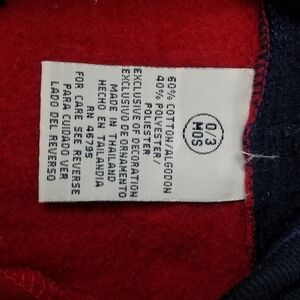 0/3
MOS
60% COTTON/ALGODON
40% POLYESTER/
POLIESTER
EXCLUSIVE OF DECORATION
EXCLUSIVO DE ORNAMENTO
MADE IN THAILAND
HECHO EN TAILANDIA
RN 46795
FOR CARE SEE REVERSE
PARA CUIDADO VER
LADO DEL REVERSO